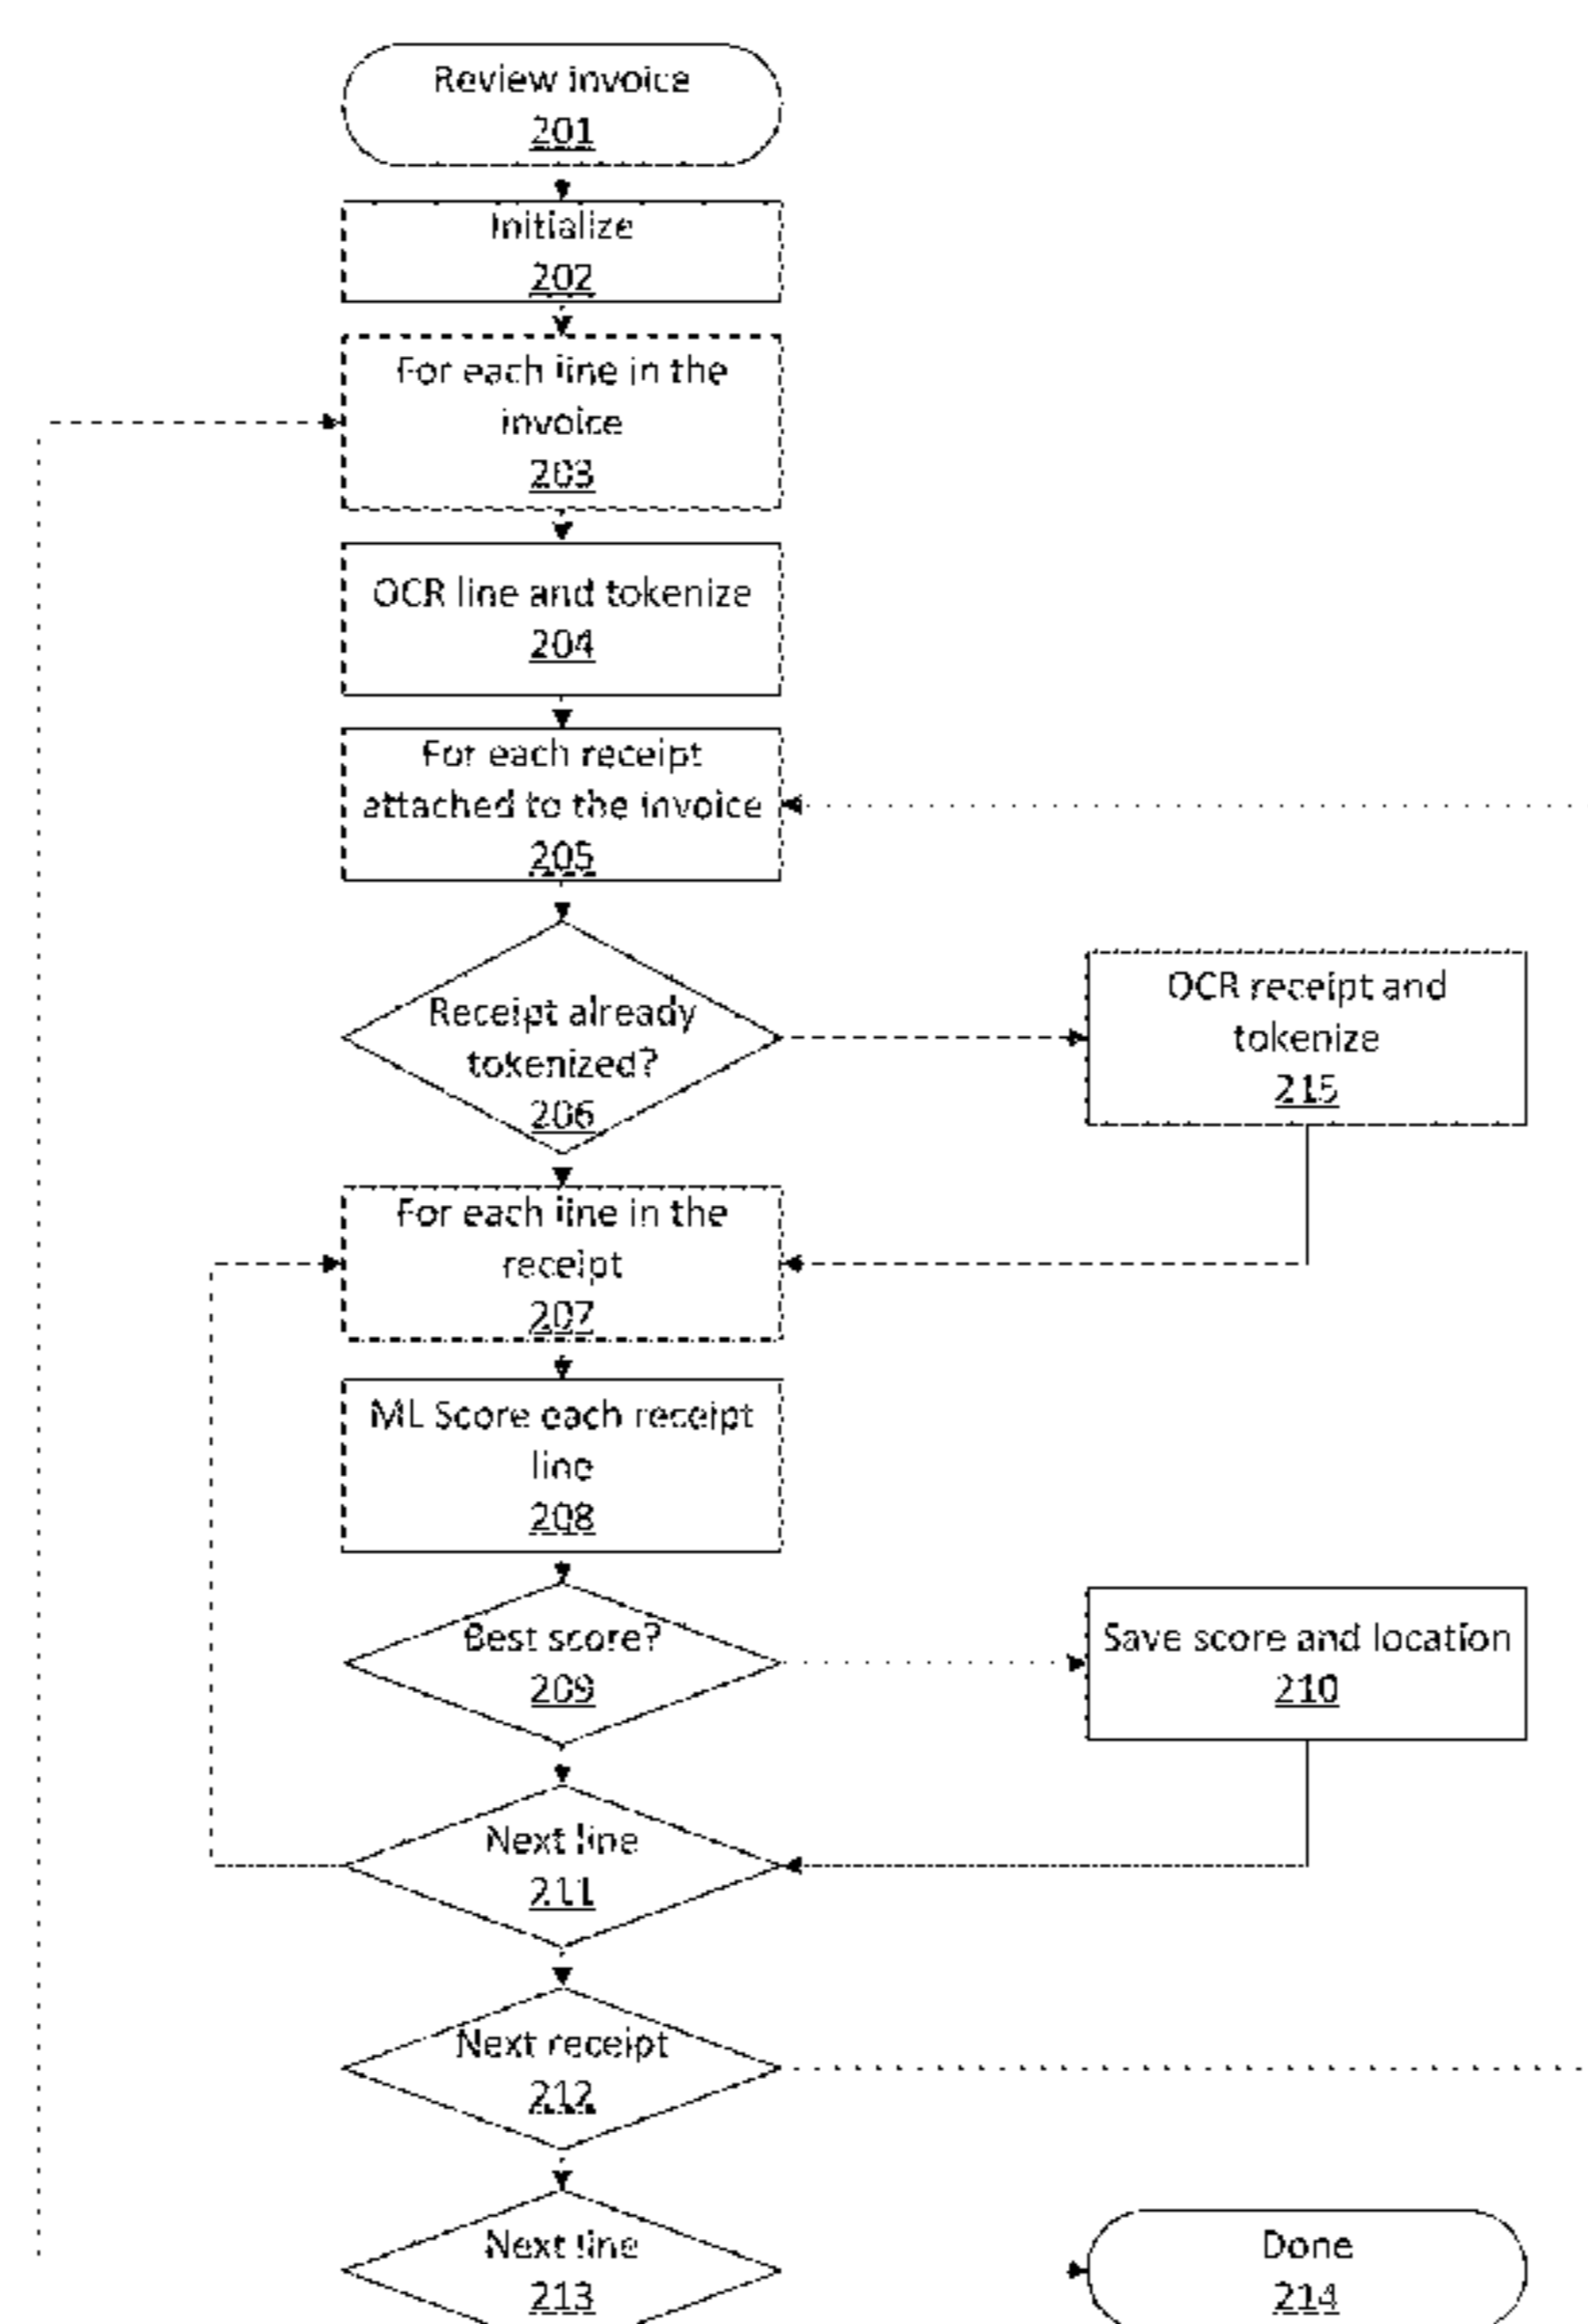 Review invoice
201
Initialize
202
For each line in the
invoice
203
OCR line and tokenize
204
For each receipt
attached to the invoice
205
Receipt already
tokenized?
206
OCR receipt and
tokenize
215
For each line in the
receipt
207
ML Score each receipt
line
208
Best score?
209
Save score and location
210
Next line
211
Next receipt
212
Next line
213
Done
214